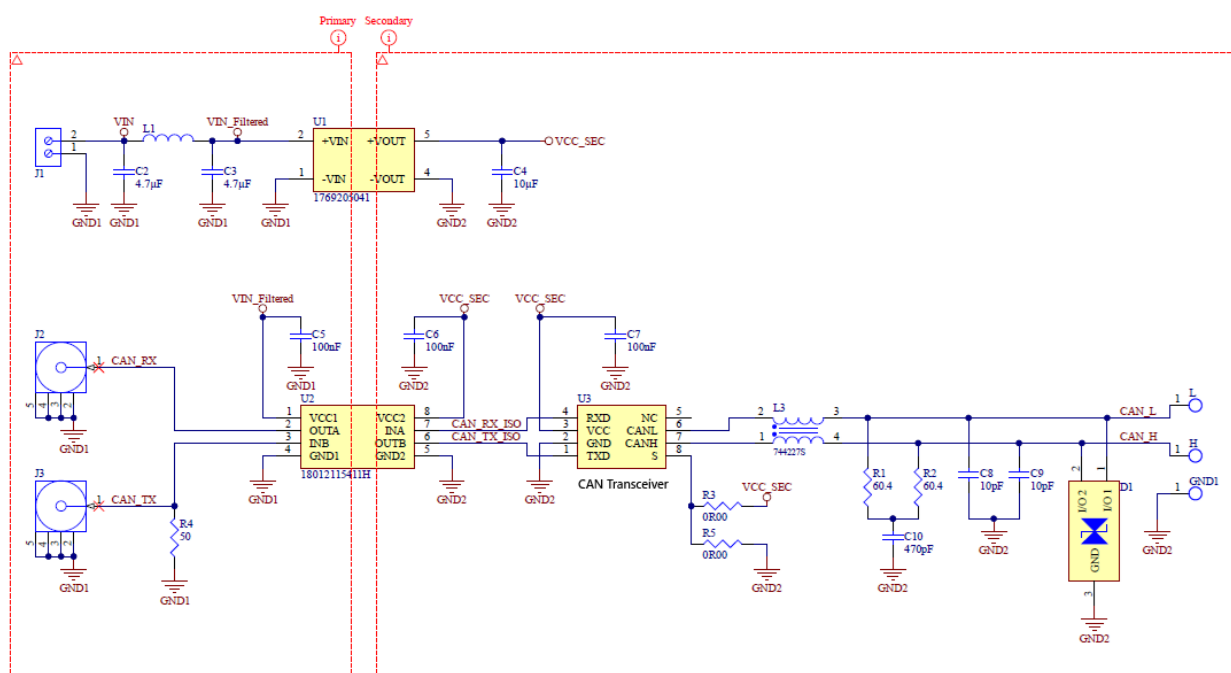 Primary Secondary
i i
VIN L1 VIN_Filtered U1
2 2 +VIN +VOUT 5 VCC_SEC
1 C2 C3 C4
J1 4.7µF 4.7µF 1 -VIN -VOUT 4 10µF
1769205041
GND1 GND1 GND1 GND1 GND2 GND2
VIN_Filtered VCC_SEC VCC_SEC
J2 C5 C6 C7
100nF 100nF 100nF
1 CAN_RX
GND1 GND2 GND2
5 4 3 2 U2 U3
1 VCC1 VCC2 8 4 RXD NC 5
2 OUTA INA 7 CAN_RX_ISO 3 VCC CANL 6
3 INB OUTB 6 CAN_TX_ISO 2 GND CANH 7
4 GND1 GND2 5 1 TXD S 8
GND1 18012115411H CAN Transceiver
L3
2 3
1 4
744227S
CAN_L L
1
CAN_H H
1
GND1
1
GND2
J3
1 CAN_TX
5 4 3 2
GND1
R4
50
GND1
GND1 GND2 GND2
R3 VCC_SEC
0R00
R5
0R00
GND2
R1 R2
60.4 60.4
C10
470pF
GND2
C8 C9
10pF 10pF
GND2
2 1
D1
I/O 2 I/O 1
GND
3
GND2